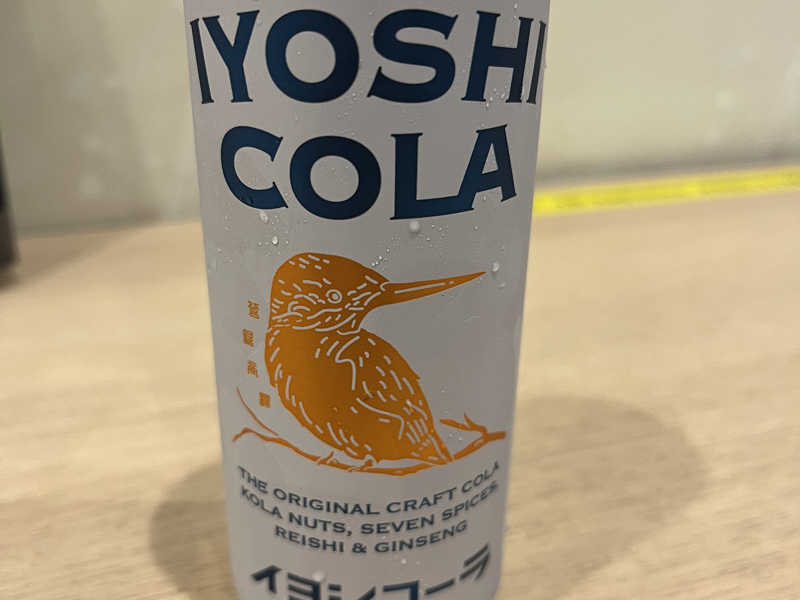 IYOSHI
COLA
THE ORIGINAL CRAFT COLA
KOLA NUTS, SEVEN SPICES
REISHI & GINSENG
イヨシコーラ